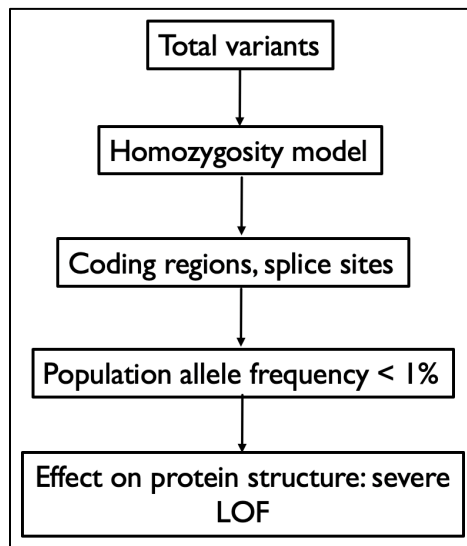 Total variants
Homozygosity model
Coding regions, splice sites
Population allele frequency < 1%
Effect on protein structure: severe
LOF